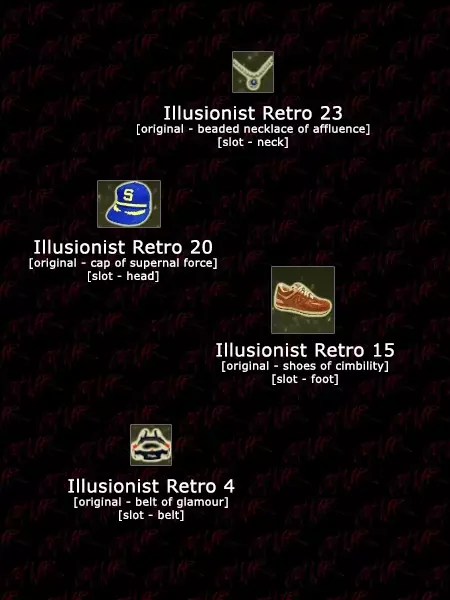 Illusionist Retro 23
[original - beaded necklace of affluence]
[slot - neck]
S
Illusionist Retro 20
[original - cap of supernal force]
[slot - head]
Illusionist Retro 15
[original - shoes of cimbility]
[slot - foot]
Illusionist Retro 4
[original - belt of glamour]
[slot - belt]